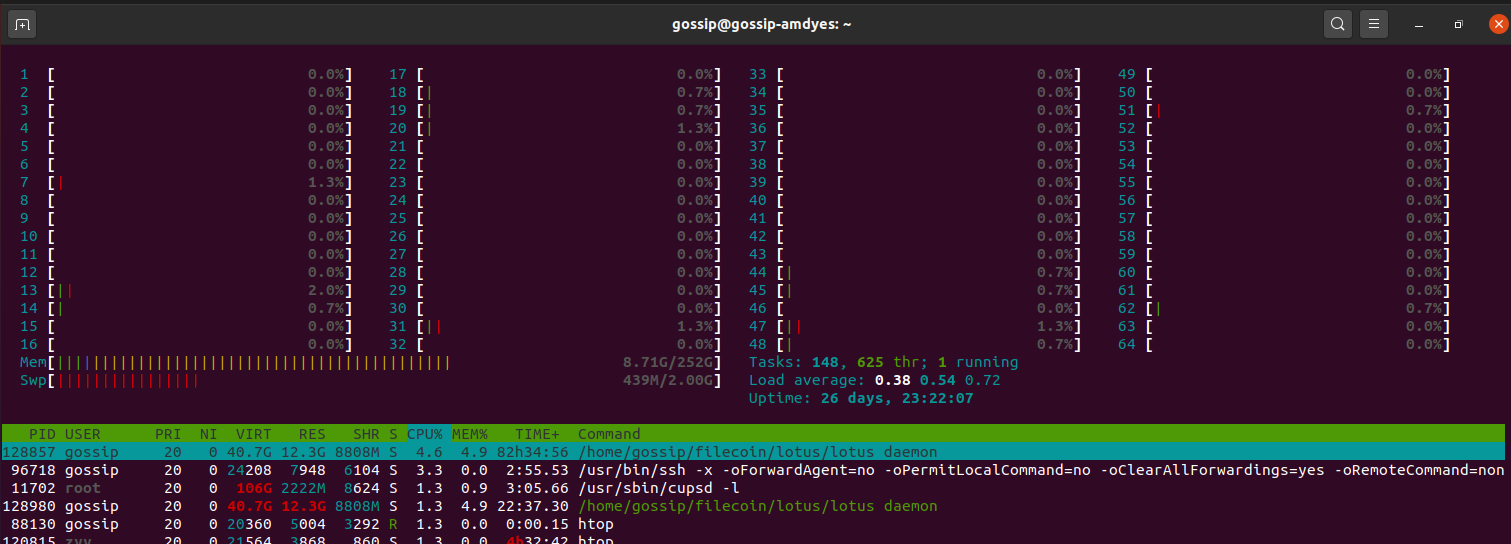 gossip@gossip-amdyes: ~
1 [ 0.0%] 17 [ 0.0%] 33 [ 0.0%] 49 [ 0.0%]
2 [ 0.0%] 18 [| 0.7%] 34 [ 0.0%] 50 [ 0.0%]
3 [ 0.0%] 19 [| 0.7%] 35 [ 0.0%] 51 [| 0.7%]
4 [ 0.0%] 20 [| 1.3%] 36 [ 0.0%] 52 [ 0.0%]
5 [ 0.0%] 21 [ 0.0%] 37 [ 0.0%] 53 [ 0.0%]
6 [ 0.0%] 22 [ 0.0%] 38 [ 0.0%] 54 [ 0.0%]
7 [| 1.3%] 23 [ 0.0%] 39 [ 0.0%] 55 [ 0.0%]
8 [ 0.0%] 24 [ 0.0%] 40 [ 0.0%] 56 [ 0.0%]
9 [ 0.0%] 25 [ 0.0%] 41 [ 0.0%] 57 [ 0.0%]
10 [ 0.0%] 26 [ 0.0%] 42 [ 0.0%] 58 [ 0.0%]
11 [ 0.0%] 27 [ 0.0%] 43 [ 0.0%] 59 [ 0.0%]
12 [ 0.0%] 28 [ 0.0%] 44 [| 0.7%] 60 [ 0.0%]
13 [|| 2.0%] 29 [ 0.0%] 45 [| 0.7%] 61 [ 0.0%]
14 [| 0.7%] 30 [ 0.0%] 46 [ 0.0%] 62 [| 0.7%]
15 [ 0.0%] 31 [|| 1.3%] 47 [|| 1.3%] 63 [ 0.0%]
16 [ 0.0%] 32 [ 0.0%] 48 [| 0.7%] 64 [ 0.0%]
Mem[|||||||||||||||||||||||||||||||||||||||||||| 8.71G/252G] Tasks: 148, 625 thr; 1 running
Swp[|||||||||||||||| 439M/2.00G] Load average: 0.38 0.54 0.72
Uptime: 26 days, 23:22:07
PID USER PRI NI VIRT RES SHR S CPU% MEM% TIME+ Command
128857 gossip 20 0 40.7G 12.3G 8808M S 4.6 4.9 82h34:56 /home/gossip/filecoin/lotus/lotus daemon
96718 gossip 20 0 24208 7948 6104 S 3.3 0.0 2:55.53 /usr/bin/ssh -x -oForwardAgent=no -oPermitLocalCommand=no -oClearAllForwardings=yes -oRemoteCommand=non
11702 root 20 0 106G 2222M 8624 S 1.3 0.9 3:05.66 /usr/sbin/cupsd -l
128980 gossip 20 0 40.7G 12.3G 8808M S 1.3 4.9 22:37.30 /home/gossip/filecoin/lotus/lotus daemon
88130 gossip 20 0 20360 5004 3292 R 1.3 0.0 0:00.15 htop
120815 zyy 20 0 21564 3868 860 S 1.3 0.0 4h32:42 htop